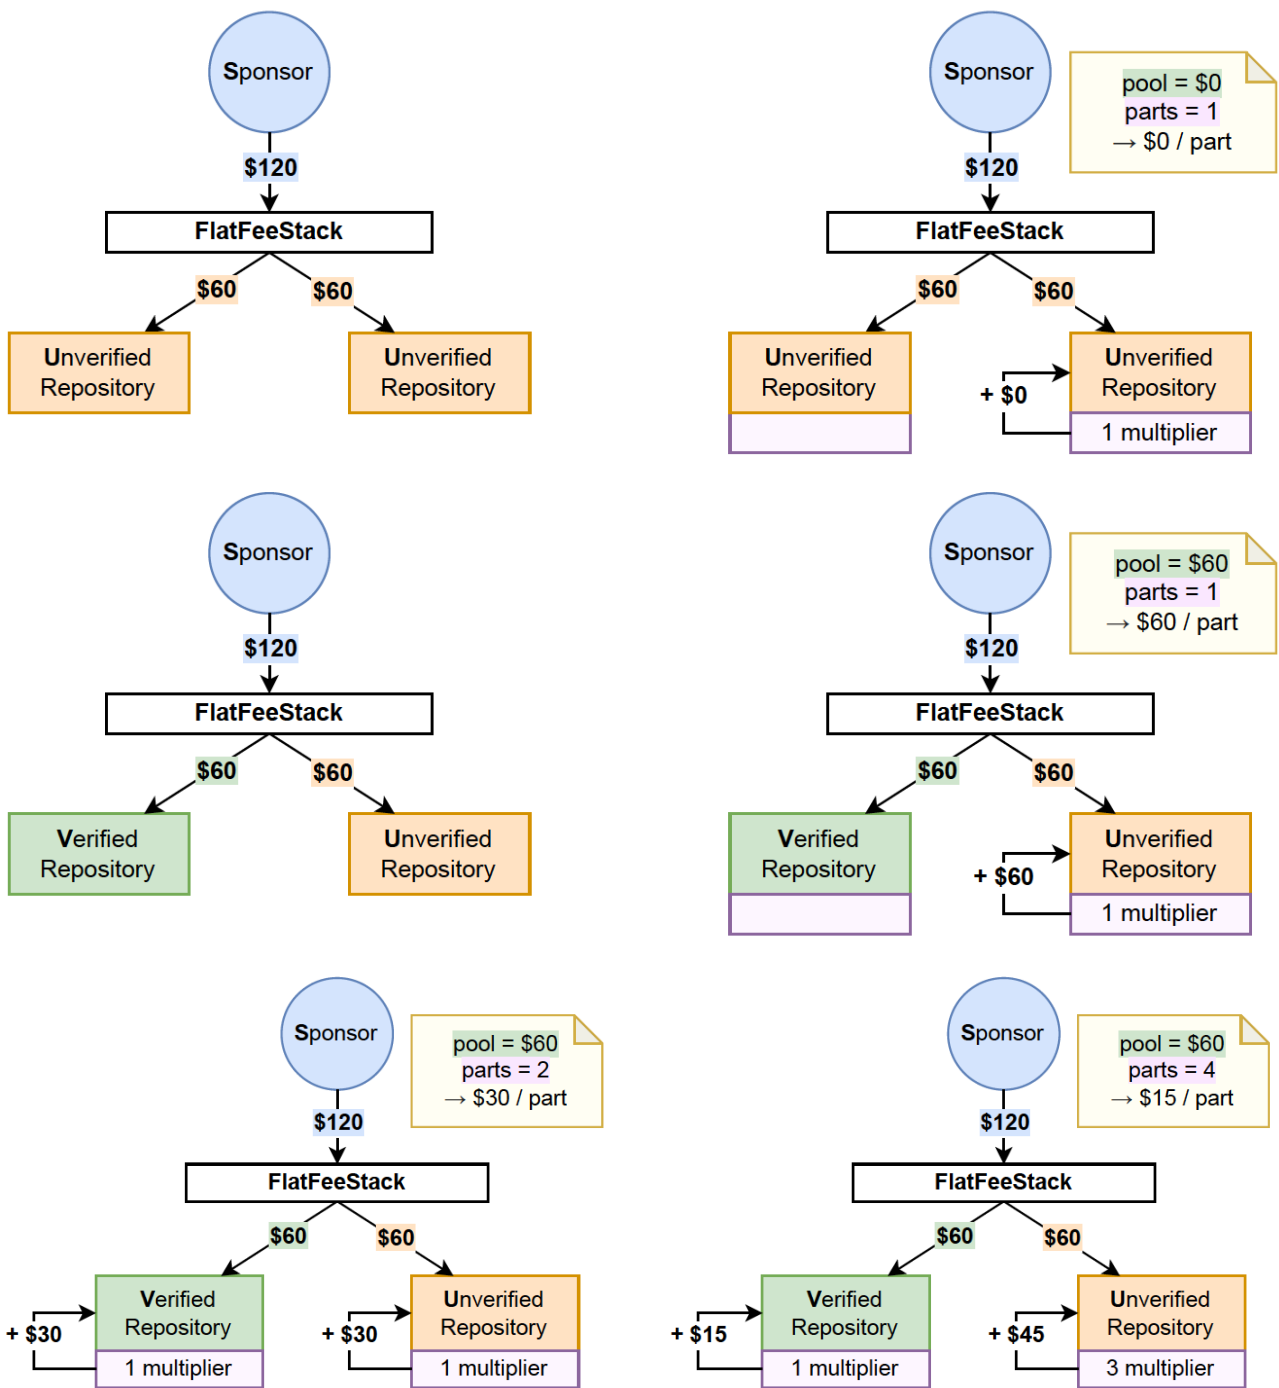 Sponsor
$120
FlatFeeStack
$60
$60
Unverified
Repository
Unverified
Repository
Sponsor
pool = $0
parts = 1
→ $0 / part
$120
FlatFeeStack
$60
$60
Unverified
Repository
Unverified
Repository
+ $0
1 multiplier
Sponsor
$120
FlatFeeStack
$60
$60
Verified
Repository
Unverified
Repository
Sponsor
pool = $60
parts = 1
→ $60 / part
$120
FlatFeeStack
$60
$60
Verified
Repository
Unverified
Repository
+ $60
1 multiplier
Sponsor
pool = $60
parts = 2
→ $30 / part
$120
FlatFeeStack
$60
$60
Verified
Repository
+ $30
1 multiplier
Unverified
Repository
+ $30
1 multiplier
Sponsor
pool = $60
parts = 4
→ $15 / part
$120
FlatFeeStack
$60
$60
Verified
Repository
+ $15
1 multiplier
Unverified
Repository
+ $45
3 multiplier